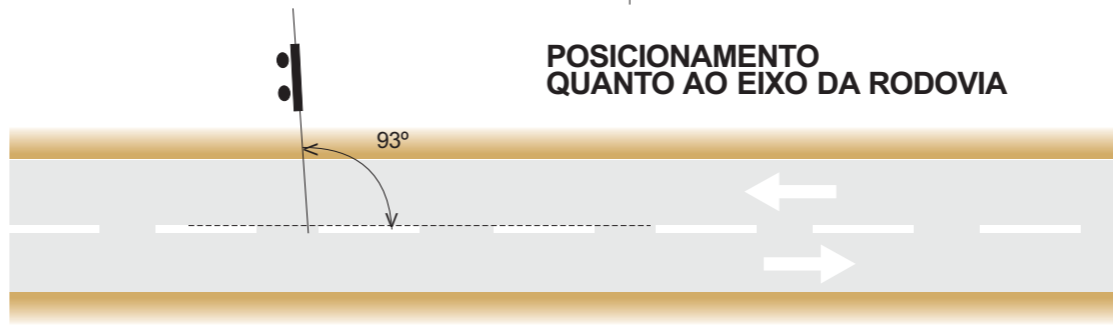 POSICIONAMENTO
QUANTO AO EIXO DA RODOVIA
93º